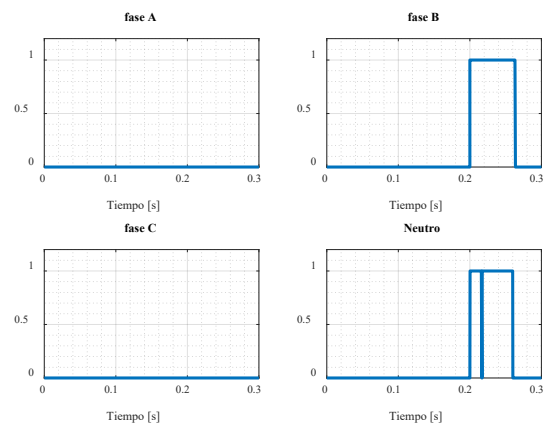 fase A
1
0.5
0
0 0.1 0.2 0.3
Tiempo [s]
fase B
1
0.5
0
0 0.1 0.2 0.3
Tiempo [s]
fase C
1
0.5
0
0 0.1 0.2 0.3
Tiempo [s]
Neutro
1
0.5
0
0 0.1 0.2 0.3
Tiempo [s]